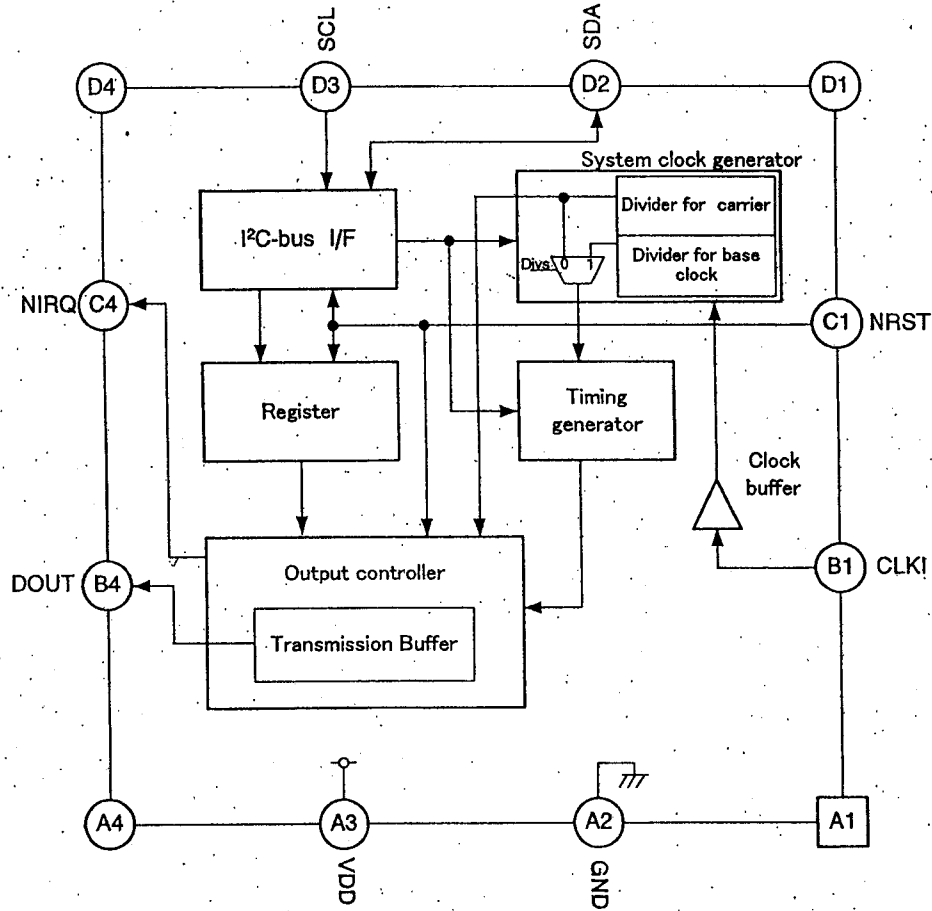 SCL
SDA
D4
D3
D2
D1
System clock generator
I²C-bus I/F
Divider for carrier
Divs
0
1
Divider for base
clock
NIRQ
C4
C1
NRST
Register
Timing
generator
Clock
buffer
DOUT
B4
Output controller
B1
CLKI
Transmission Buffer
A4
A3
A2
A1
VDD
GND